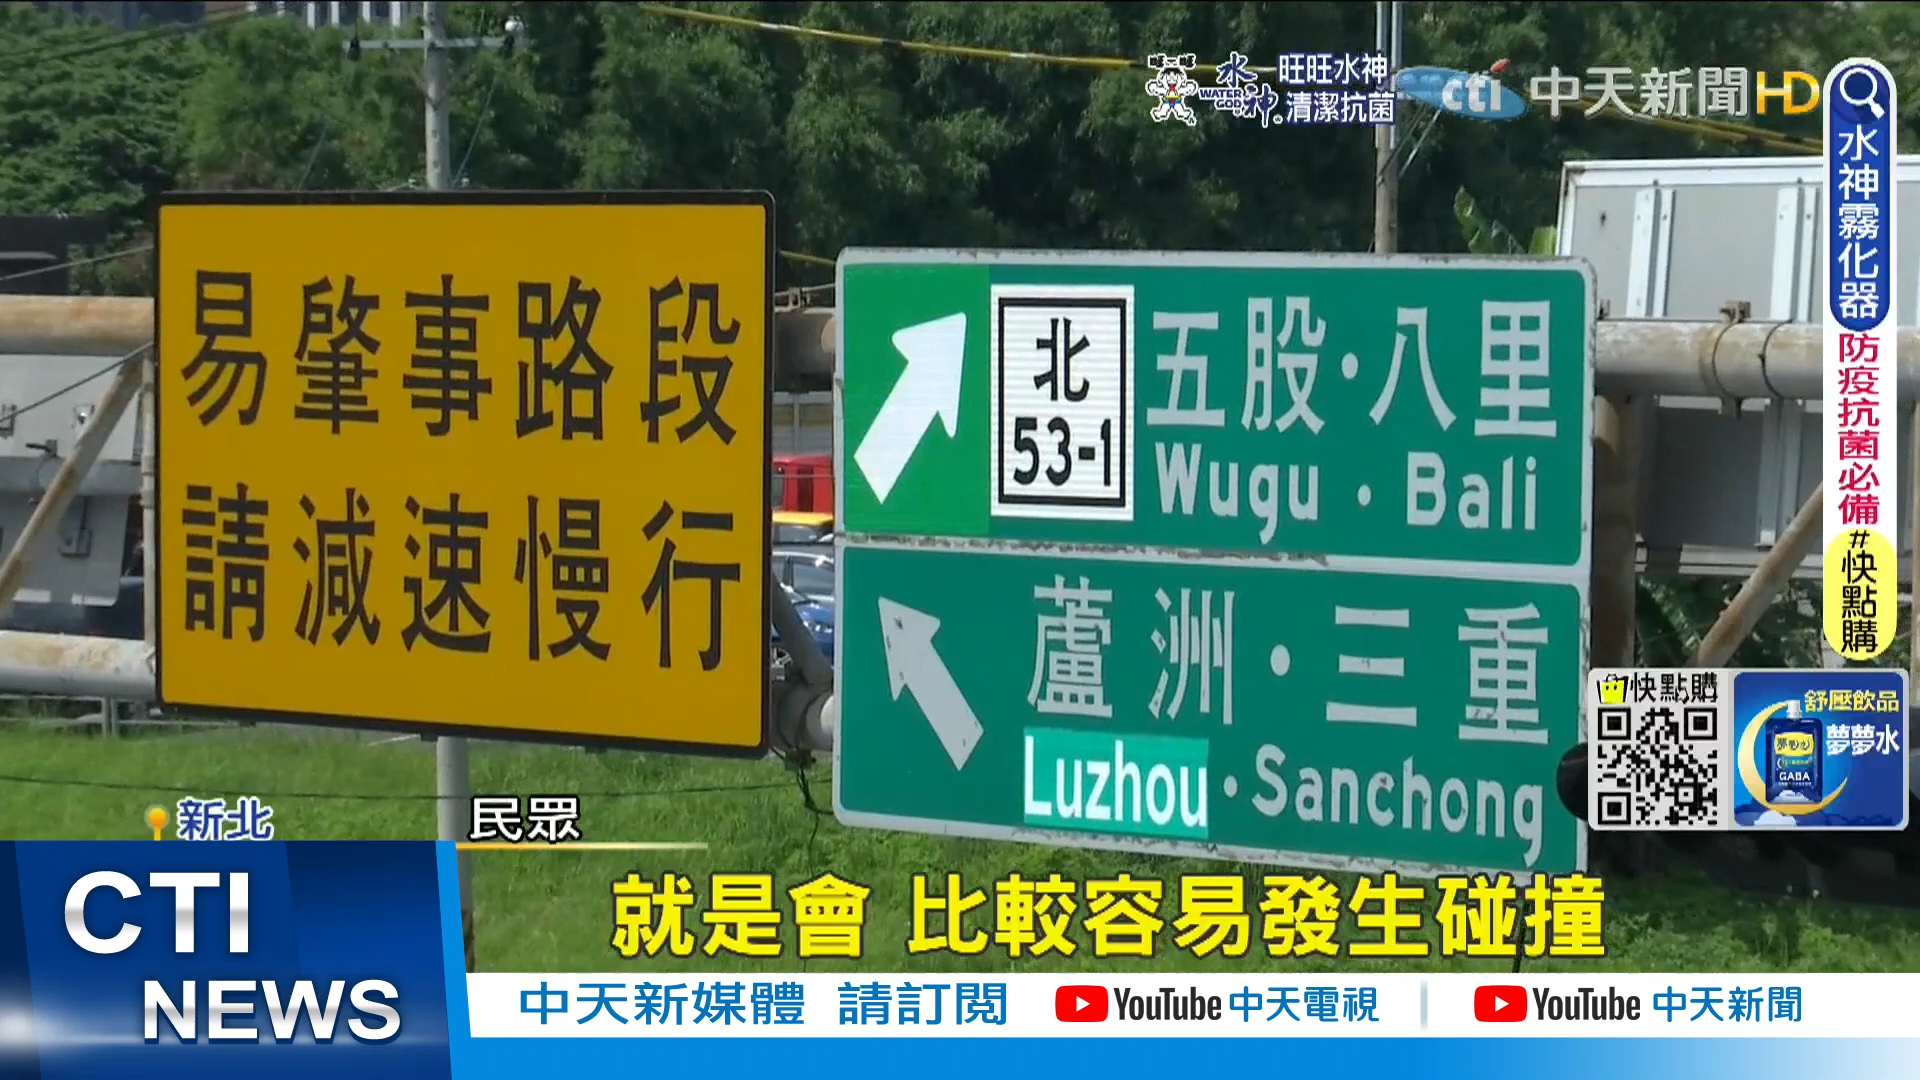 旺旺水神
清潔抗菌
水神
WATER GOD
cti 中天新聞HD
水神霧化器防疫抗菌必備#快點購
易肇事路段
請減速慢行
北
53-1
五股·八里
Wugu · Bali
蘆洲·三重
Luzhou · Sanchong
快點購
舒壓飲品
夢夢水
GABA
新北
民眾
就是會 比較容易發生碰撞
CTI
NEWS
中天新媒體 請訂閱 YouTube 中天電視 YouTube 中天新聞